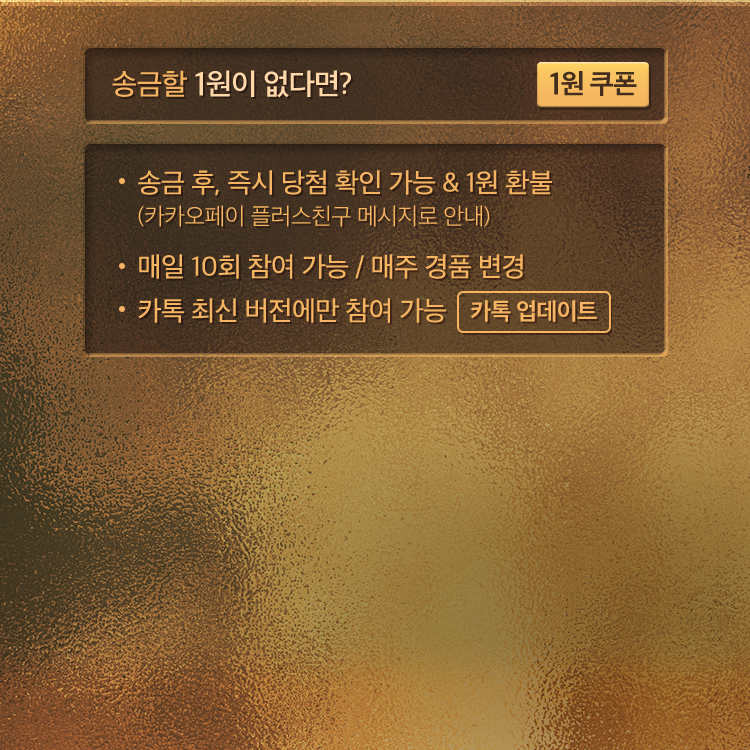 송금할 1원이 없다면?
1원 쿠폰
• 송금 후, 즉시 당첨 확인 가능 & 1원 환불
(카카오페이 플러스친구 메시지로 안내)
• 매일 10회 참여 가능 / 매주 경품 변경
• 카톡 최신 버전에만 참여 가능 카톡 업데이트